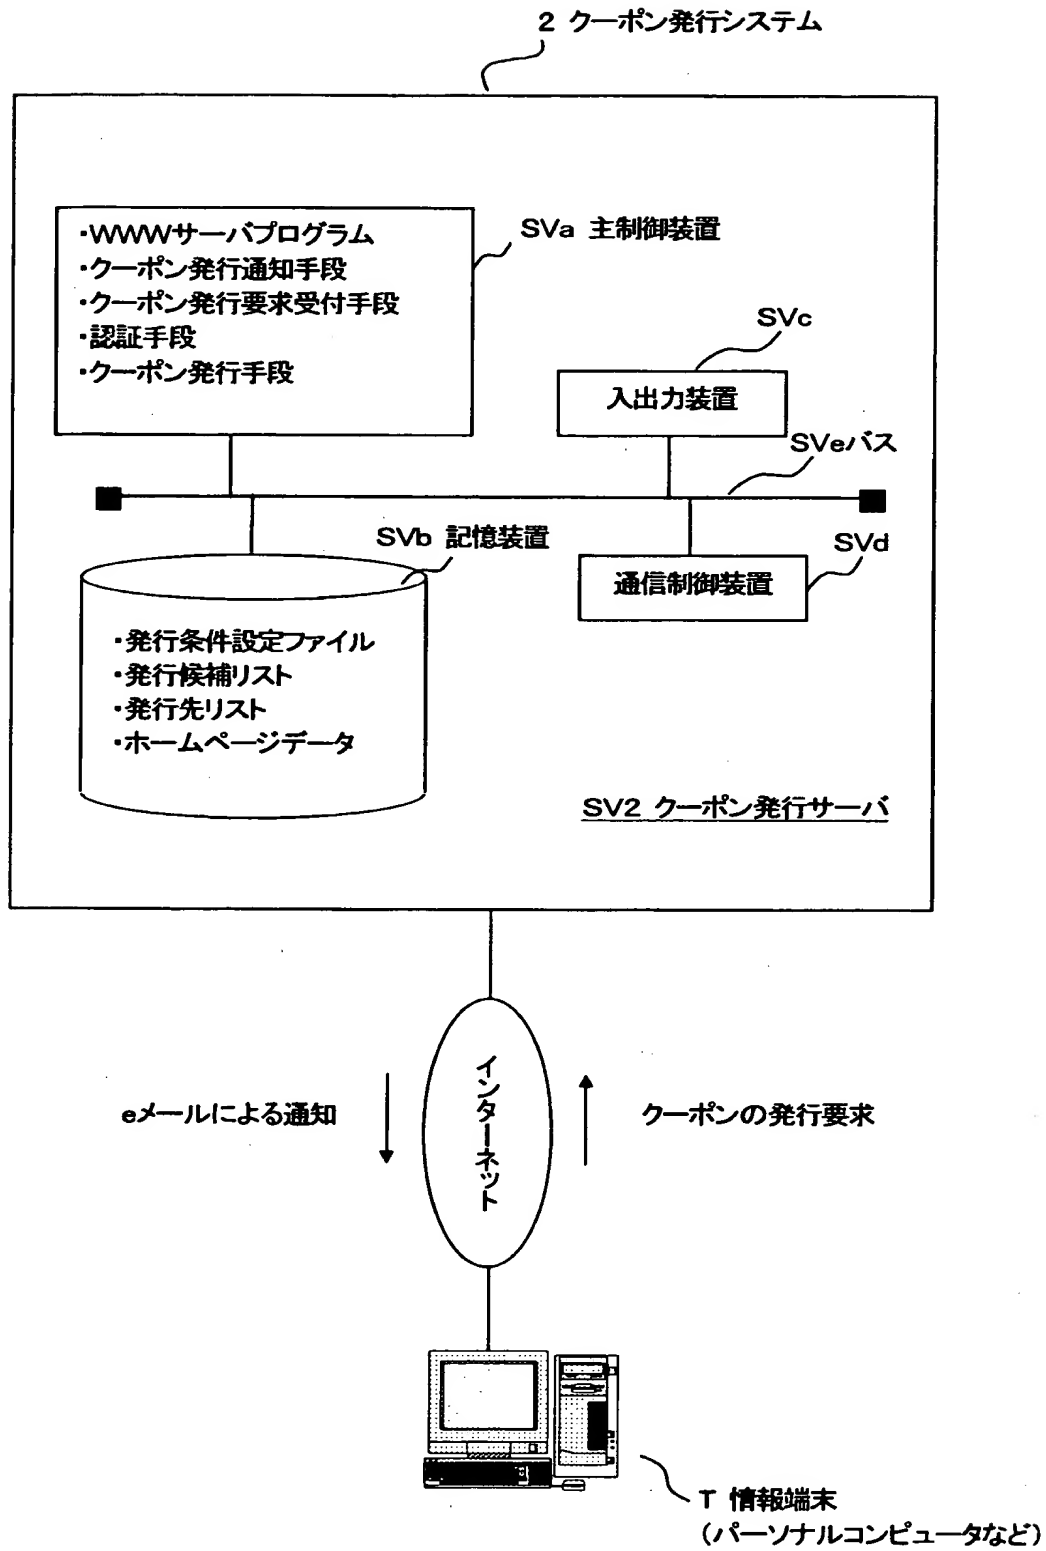 2 クーポン発行システム
・WWWサーバプログラム
・クーポン発行通知手段
・クーポン発行要求受付手段
・認証手段
・クーポン発行手段
SVa 主制御装置
SVc
入出力装置
SVeバス
SVb 記憶装置
SVd
通信制御装置
・発行条件設定ファイル
・発行候補リスト
・発行先リスト
・ホームページデータ
SV2 クーポン発行サーバ
インターネット
eメールによる通知
クーポンの発行要求
T 情報端末
(パーソナルコンピュータなど)